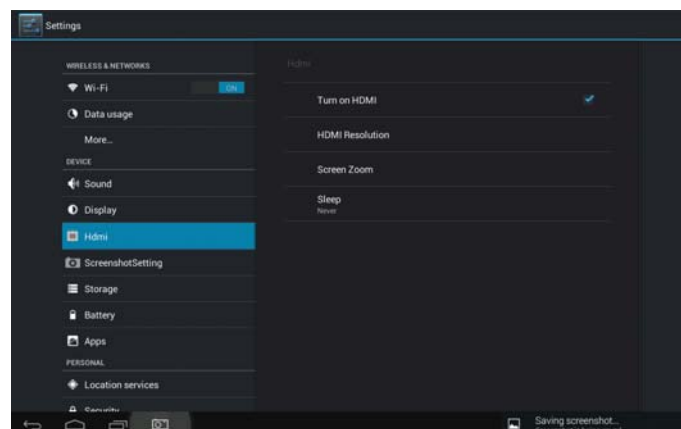 Settings
WIRELESS & NETWORKS
Wi-Fi ON
Data usage
More...
DEVICE
Sound
Display
Hdmi
ScreenshotSetting
Storage
Battery
Apps
PERSONAL
Location services
Security
Hdmi
Turn on HDMI
HDMI Resolution
Screen Zoom
Sleep
Never
Saving screenshot...